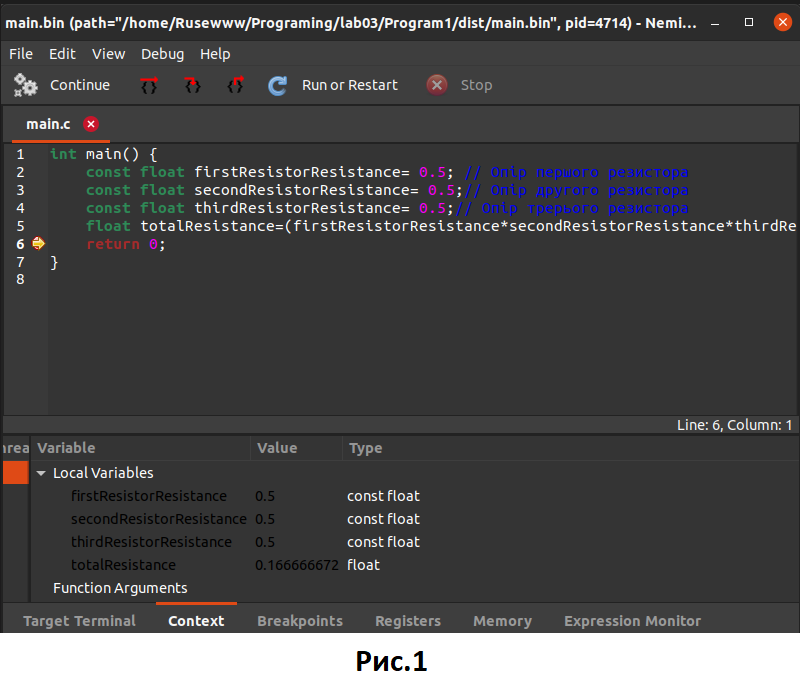 main.bin (path="/home/Rusewww/Programing/lab03/Program1/dist/main.bin", pid=4714) - Nemi...
File Edit View Debug Help
Continue Run or Restart Stop
main.c
1 int main() {
2 const float firstResistorResistance= 0.5; // Опір першого резистора
3 const float secondResistorResistance= 0.5;// Опір другого резистора
4 const float thirdResistorResistance= 0.5;// Опір трерього резистора
5 float totalResistance=(firstResistorResistance*secondResistorResistance*thirdRe
6 return 0;
7 }
8
Line: 6, Column: 1
hrea Variable Value Type
Local Variables
firstResistorResistance 0.5 const float
secondResistorResistance 0.5 const float
thirdResistorResistance 0.5 const float
totalResistance 0.166666672 float
Function Arguments
Target Terminal Context Breakpoints Registers Memory Expression Monitor
Рис.1